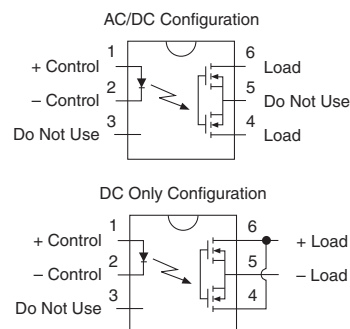 AC/DC Configuration
1
6
+ Control
Load
2
5
– Control
Do Not Use
3
4
Do Not Use
Load
DC Only Configuration
1
6
+ Control
+ Load
2
5
– Control
– Load
3
4
Do Not Use